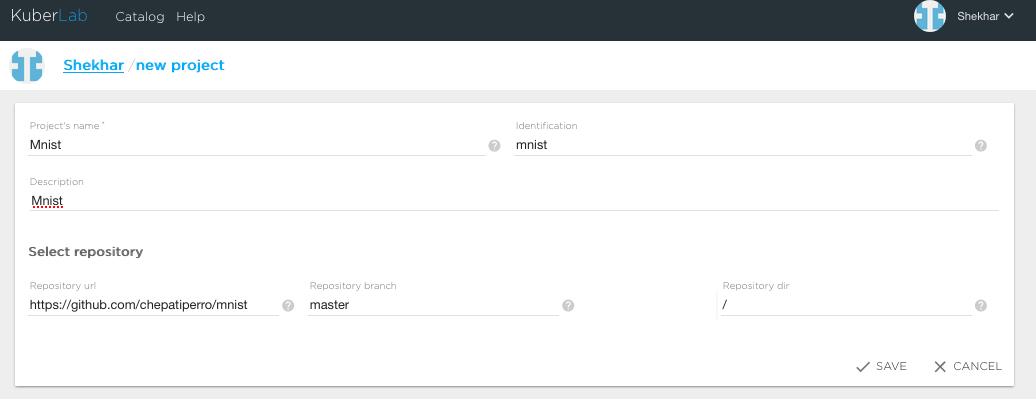 KuberLab Catalog Help Shekhar
Shekhar / new project
Project's name * Identification
Mnist mnist
Description
Mnist
Select repository
Repository url Repository branch Repository dir
https://github.com/chepatiperro/mnist master /
SAVE CANCEL